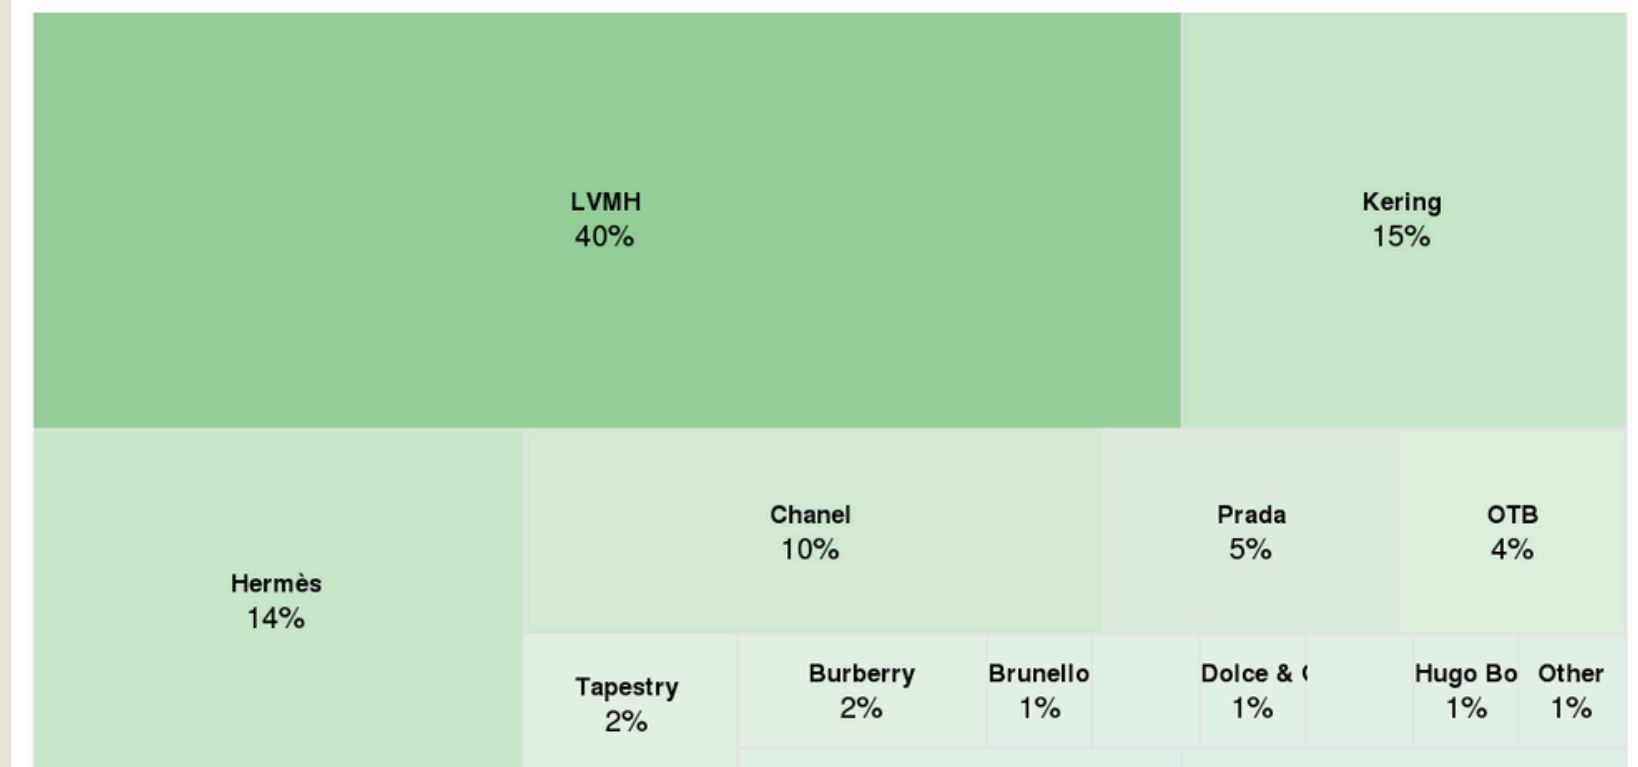 LVMH
40%
Kering
15%
Hermès
14%
Chanel
10%
Prada
5%
OTB
4%
Tapestry
2%
Burberry
2%
Brunello
1%
Dolce &
1%
Hugo Bo
1%
Other
1%